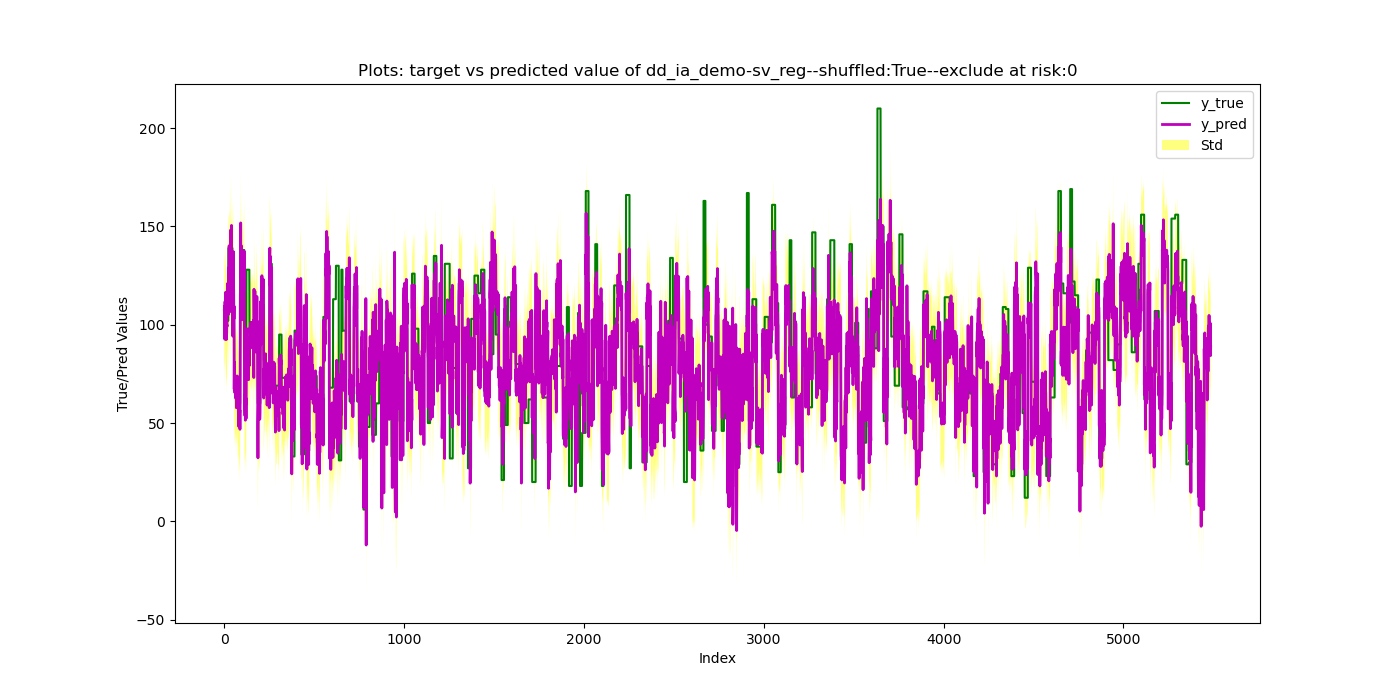 Plots: target vs predicted value of dd_ia_demo-sv_reg--shuffled:True--exclude at risk:0
y_true
y_pred
Std
200
150
100
50
0
−50
True/Pred Values
0 1000 2000 3000 4000 5000
Index